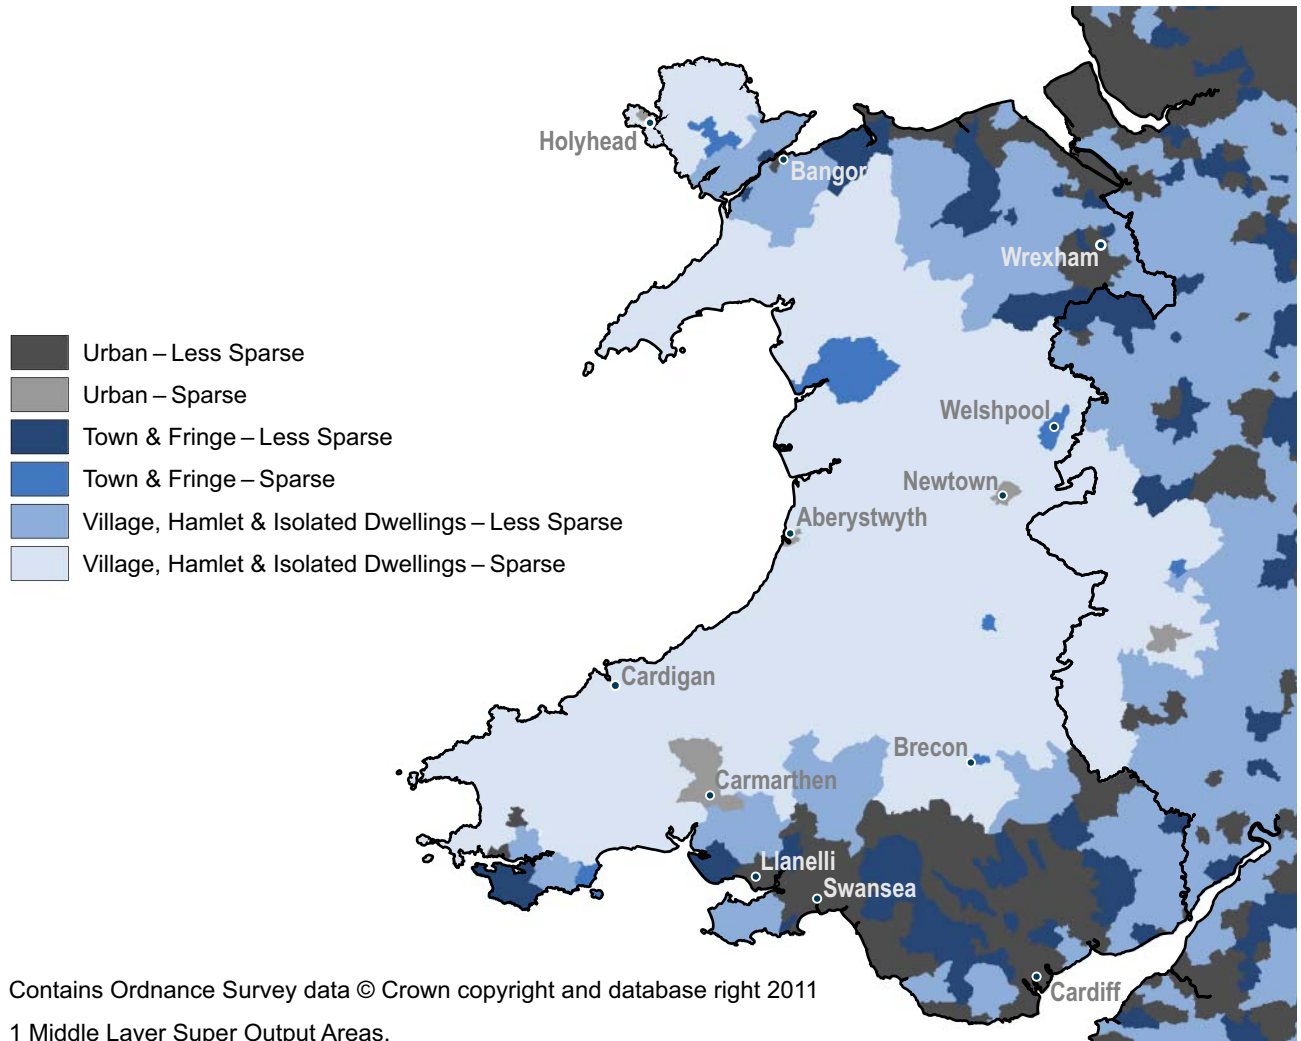 Holyhead
Bangor
Wrexham
Urban – Less Sparse
Urban – Sparse
Town & Fringe – Less Sparse
Town & Fringe – Sparse
Village, Hamlet & Isolated Dwellings – Less Sparse
Village, Hamlet & Isolated Dwellings – Sparse
Welshpool
Newtown
Aberystwyth
Cardigan
Brecon
Carmarthen
Llanelli
Swansea
Cardiff
Contains Ordnance Survey data © Crown copyright and database right 2011
1 Middle Layer Super Output Areas.